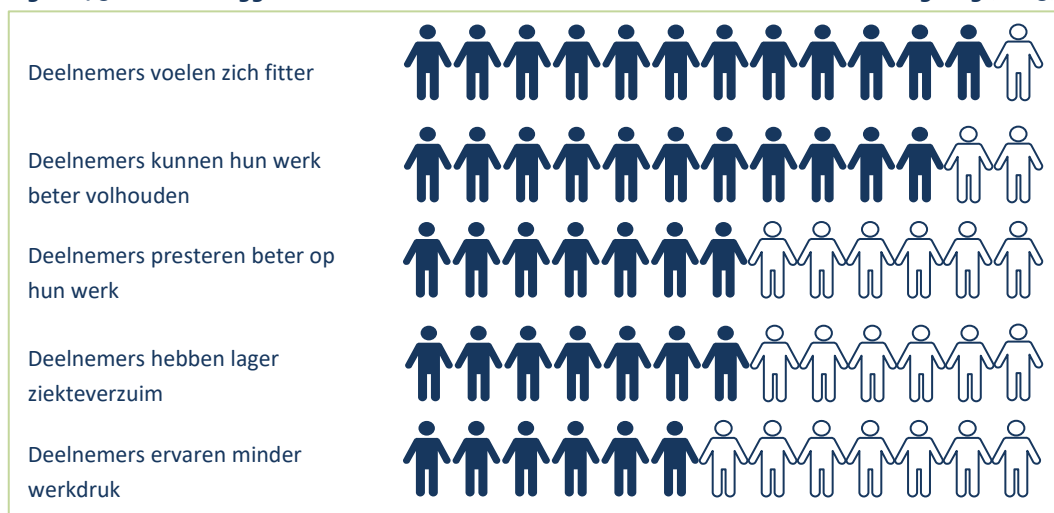 Deelnemers voelen zich fitter
Deelnemers kunnen hun werk
beter volhouden
Deelnemers presteren beter op
hun werk
Deelnemers hebben lager
ziekteverzuim
Deelnemers ervaren minder
werkdruk